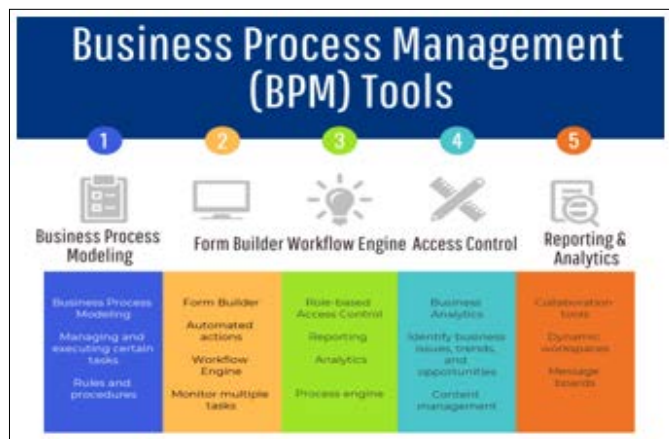 Business Process Management
(BPM) Tools
1
2
3
4
5
Business Process
Modeling
Form Builder
Workflow Engine
Access Control
Reporting &
Analytics
Business Process
Modeling
Managing and
executing certain
tasks
Rules and
procedures
Form Builder
Automated
actions
Workflow
Engine
Monitor multiple
tasks
Role-based
Access Control
Reporting
Analytics
Process engine
Business
Analytics
Identify business
issues, trends,
and
opportunities
Content
management
Collaboration
tools
Dynamic
workspaces
Message
boards